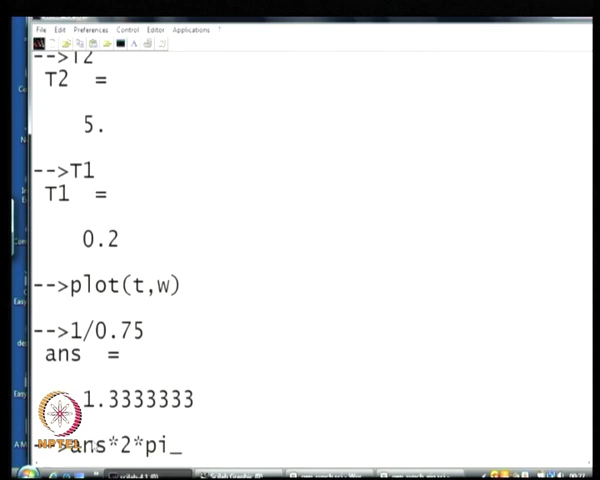 File Edit Preferences Control Editor Applications ?
-->T2
T2 =
5.
-->T1
T1 =
0.2
-->plot(t,w)
-->1/0.75
ans =
1.3333333
-->ans*2*pi_
NPTEL